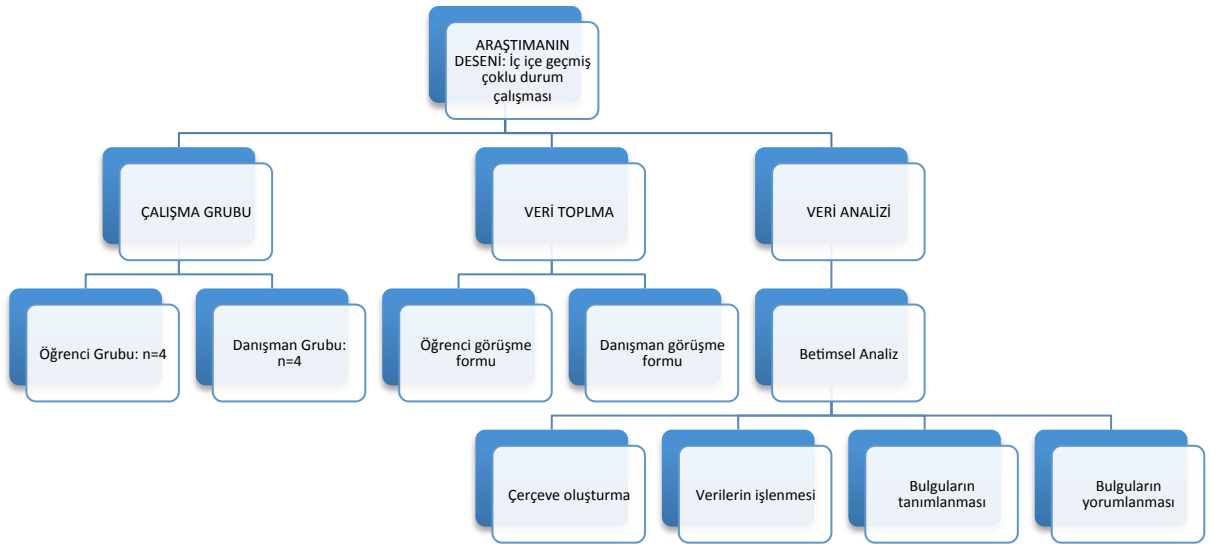 ARAŞTIMANIN
DESENİ: İç içe geçmiş
çoklu durum
çalışması
ÇALIŞMA GRUBU
VERİ TOPLMA
VERİ ANALİZİ
Öğrenci Grubu: n=4
Danışman Grubu:
n=4
Öğrenci görüşme
formu
Danışman görüşme
formu
Betimsel Analiz
Çerçeve oluşturma
Verilerin işlenmesi
Bulguların
tanımlanması
Bulguların
yorumlanması